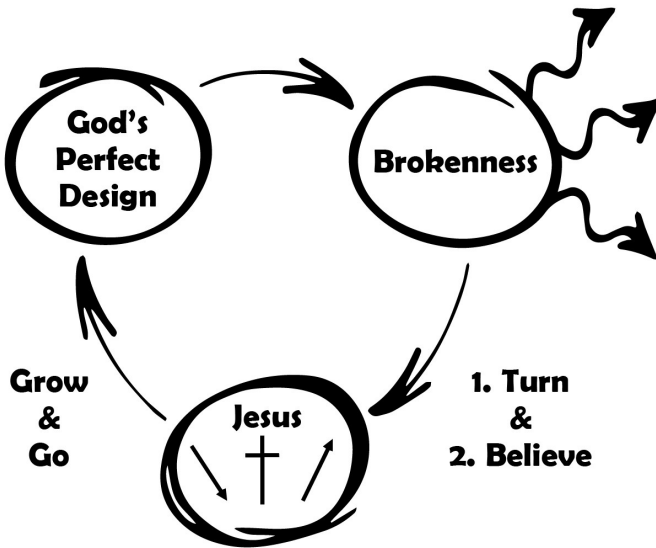 God's
Perfect
Design
Brokenness
Grow
&
Go
Jesus
1. Turn
&
2. Believe